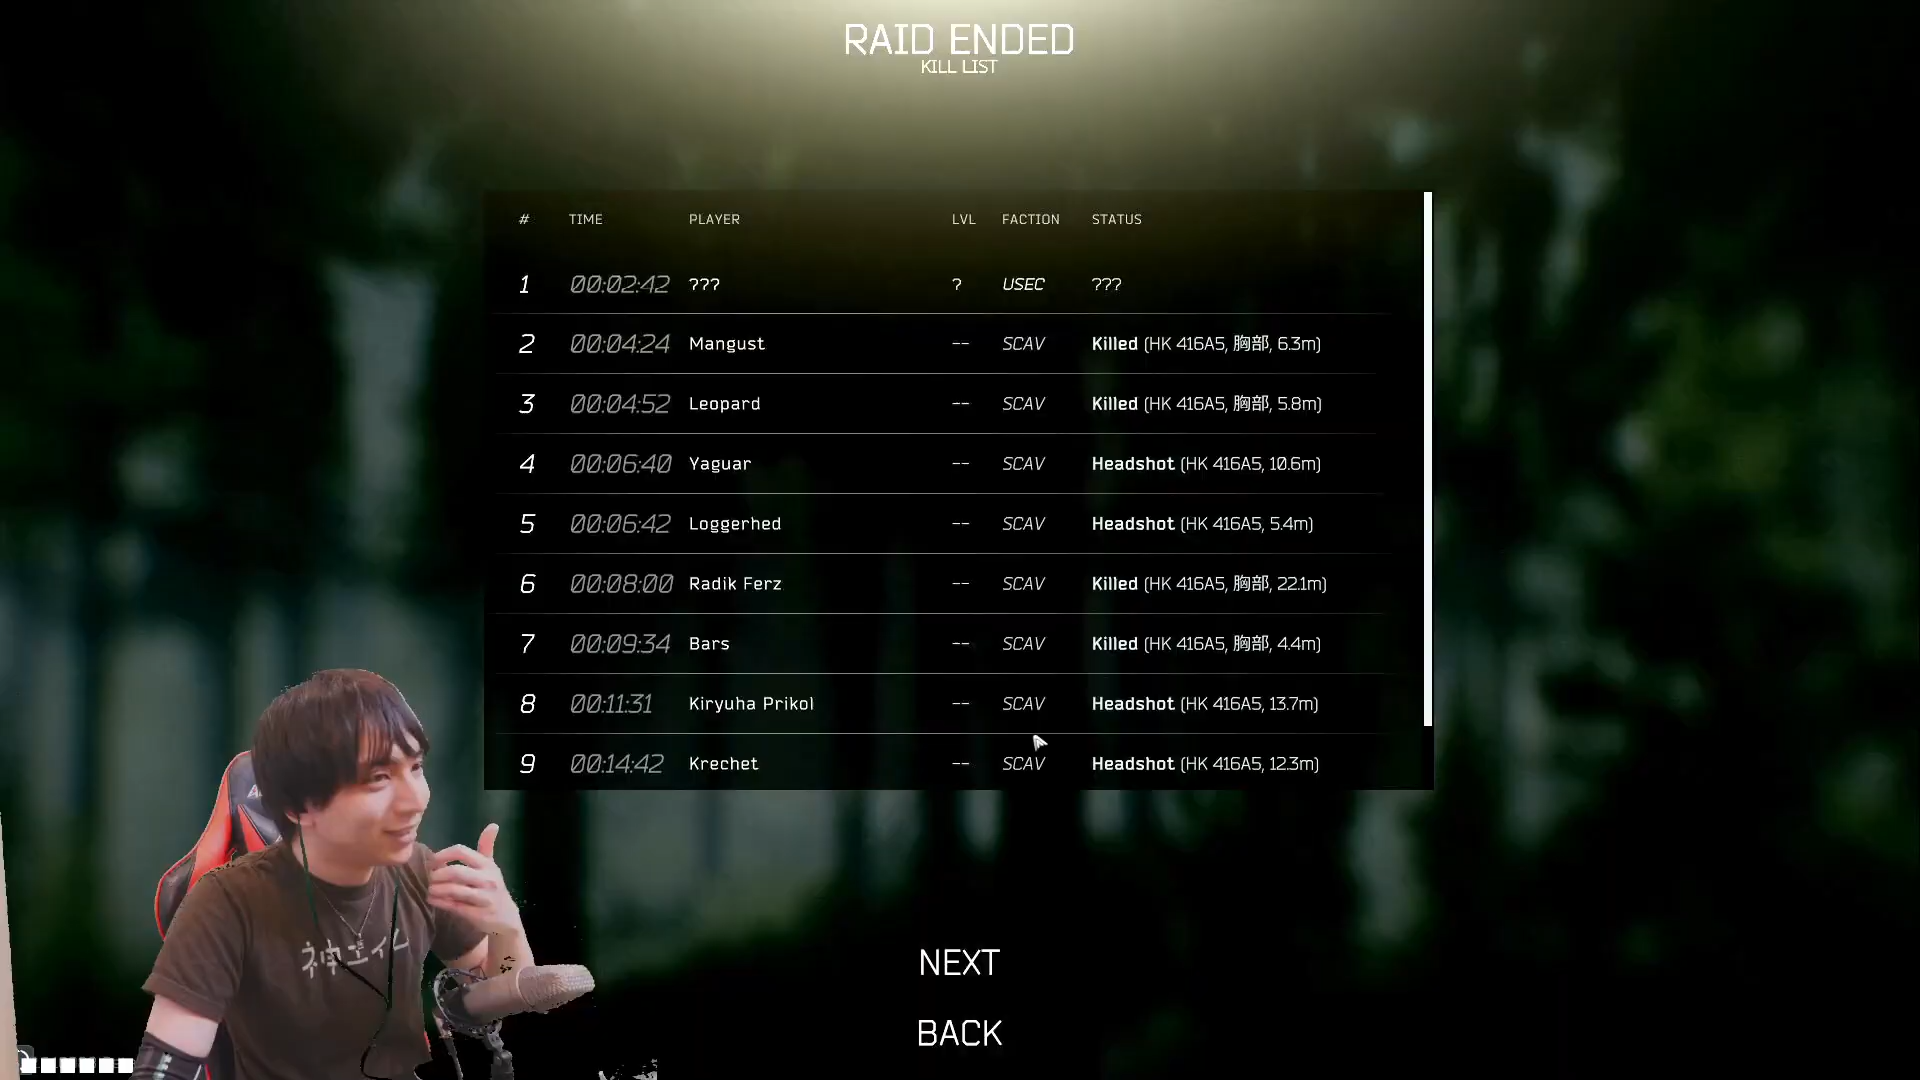 RAID ENDED
KILL LIST
# TIME PLAYER LVL FACTION STATUS
1 00:02:42 ??? ? USEC ???
2 00:04:24 Mangust -- SCAV Killed (HK 416A5, 胸部, 6.3m)
3 00:04:52 Leopard -- SCAV Killed (HK 416A5, 胸部, 5.8m)
4 00:06:40 Yaguar -- SCAV Headshot (HK 416A5, 10.6m)
5 00:06:42 Loggerhed -- SCAV Headshot (HK 416A5, 5.4m)
6 00:08:00 Radik Ferz -- SCAV Killed (HK 416A5, 胸部, 22.1m)
7 00:09:34 Bars -- SCAV Killed (HK 416A5, 胸部, 4.4m)
8 00:11:31 Kiryuha Prikol -- SCAV Headshot (HK 416A5, 13.7m)
9 00:14:42 Krechet -- SCAV Headshot (HK 416A5, 12.3m)
神エイム
NEXT
BACK